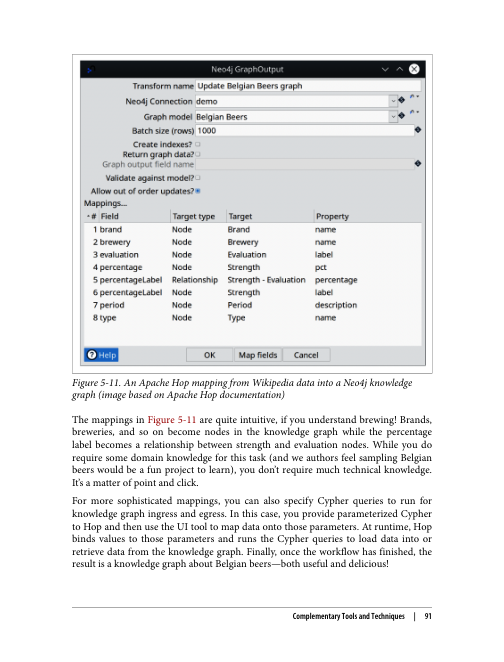 Neo4j GraphOutput
Transform name Update Belgian Beers graph
Neo4j Connection demo
Graph model Belgian Beers
Batch size (rows) 1000
Create indexes?
Return graph data?
Graph output field name
Validate against model?
Allow out of order updates?
Mappings...
# Field Target type Target Property
1 brand Node Brand name
2 brewery Node Brewery name
3 evaluation Node Evaluation label
4 percentage Node Strength pct
5 percentageLabel Relationship Strength - Evaluation percentage
6 percentageLabel Node Strength label
7 period Node Period description
8 type Node Type name
? Help OK Map fields Cancel
Figure 5-11. An Apache Hop mapping from Wikipedia data into a Neo4j knowledge
graph (image based on Apache Hop documentation)
The mappings in Figure 5-11 are quite intuitive, if you understand brewing! Brands,
breweries, and so on become nodes in the knowledge graph while the percentage
label becomes a relationship between strength and evaluation nodes. While you do
require some domain knowledge for this task (and we authors feel sampling Belgian
beers would be a fun project to learn), you don't require much technical knowledge.
It's a matter of point and click.
For more sophisticated mappings, you can also specify Cypher queries to run for
knowledge graph ingress and egress. In this case, you provide parameterized Cypher
to Hop and then use the UI tool to map data onto those parameters. At runtime, Hop
binds values to those parameters and runs the Cypher queries to load data into or
retrieve data from the knowledge graph. Finally, once the workflow has finished, the
result is a knowledge graph about Belgian beers—both useful and delicious!
Complementary Tools and Techniques | 91